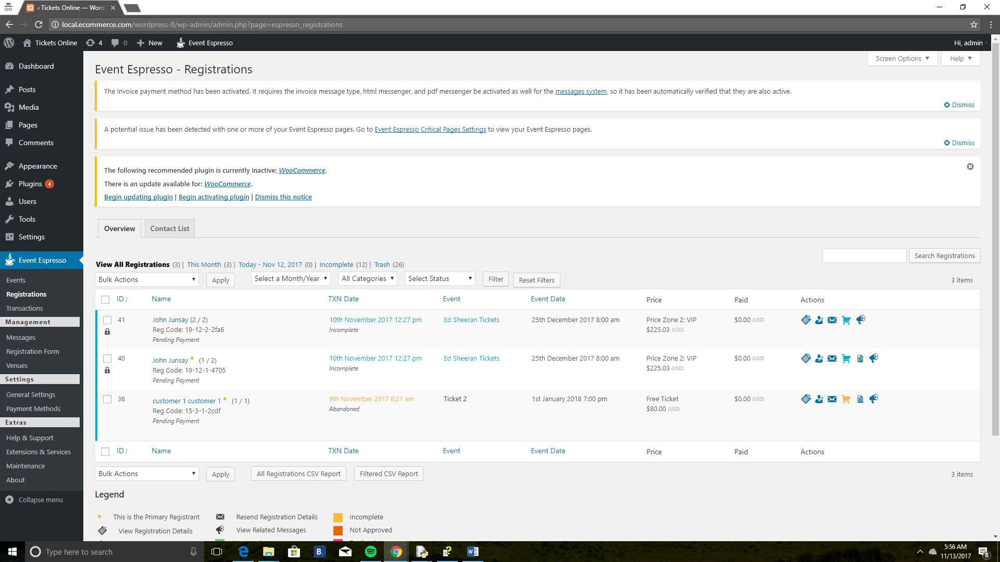 ‹ Tickets Online — Word
local.ecommerce.com/wordpress-8/wp-admin/admin.php?page=espresso_registrations
Tickets Online 4 0 New Event Espresso Hi, admin
Screen Options Help
Dashboard
Posts
Media
Pages
Comments
Appearance
Plugins 4
Users
Tools
Settings
Event Espresso
Events
Registrations
Transactions
Management
Messages
Registration Form
Venues
Settings
General Settings
Payment Methods
Extras
Help & Support
Extensions & Services
Maintenance
About
Collapse menu
Event Espresso - Registrations
The Invoice payment method has been activated. It requires the invoice message type, html messenger, and pdf messenger be activated as well for the messages system, so it has been automatically verified that they are also active.
Dismiss
A potential issue has been detected with one or more of your Event Espresso pages. Go to Event Espresso Critical Pages Settings to view your Event Espresso pages.
Dismiss
The following recommended plugin is currently inactive: WooCommerce.
There is an update available for: WooCommerce.
Begin updating plugin | Begin activating plugin | Dismiss this notice
Overview Contact List
Search Registrations
View All Registrations (3) | This Month (3) | Today - Nov 12, 2017 (0) | Incomplete (12) | Trash (26)
Bulk Actions Apply Select a Month/Year All Categories Select Status Filter Reset Filters 3 items
ID : Name TXN Date Event Event Date Price Paid Actions
41 John Junsay (2 / 2) 10th November 2017 12:27 pm Ed Sheeran Tickets 25th December 2017 8:00 am Price Zone 2: VIP $0.00 (USD)
Reg Code: 19-12-2-2fa6 Incomplete $225.03 (USD)
Pending Payment
40 John Junsay (1 / 2) 10th November 2017 12:27 pm Ed Sheeran Tickets 25th December 2017 8:00 am Price Zone 2: VIP $0.00 (USD)
Reg Code: 19-12-1-4705 Incomplete $225.03 (USD)
Pending Payment
36 customer 1 customer 1 (1 / 1) 9th November 2017 8:21 am Ticket 2 1st January 2018 7:00 pm Free Ticket $0.00 (USD)
Reg Code: 15-3-1-2cdf Abandoned $80.00 (USD)
Pending Payment
ID : Name TXN Date Event Event Date Price Paid Actions
Bulk Actions Apply All Registrations CSV Report Filtered CSV Report 3 items
Legend
This is the Primary Registrant Resend Registration Details Incomplete
View Registration Details View Related Messages Not Approved
Type here to search
B.
5:56 AM
11/13/2017
8